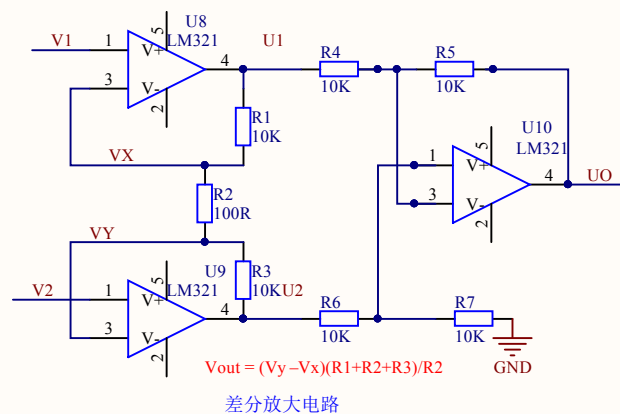 U8
V1
1
5
V+
LM321
4
U1
R4
R5
3
V-
2
10K
10K
R1
10K
VX
U10
LM321
R2
100R
1
5
V+
4
UO
3
V-
2
VY
U9
R3
10K
U2
V2
1
5
V+
LM321
4
R6
R7
3
V-
2
10K
10K
GND
Vout = (Vy –Vx)(R1+R2+R3)/R2
差分放大电路